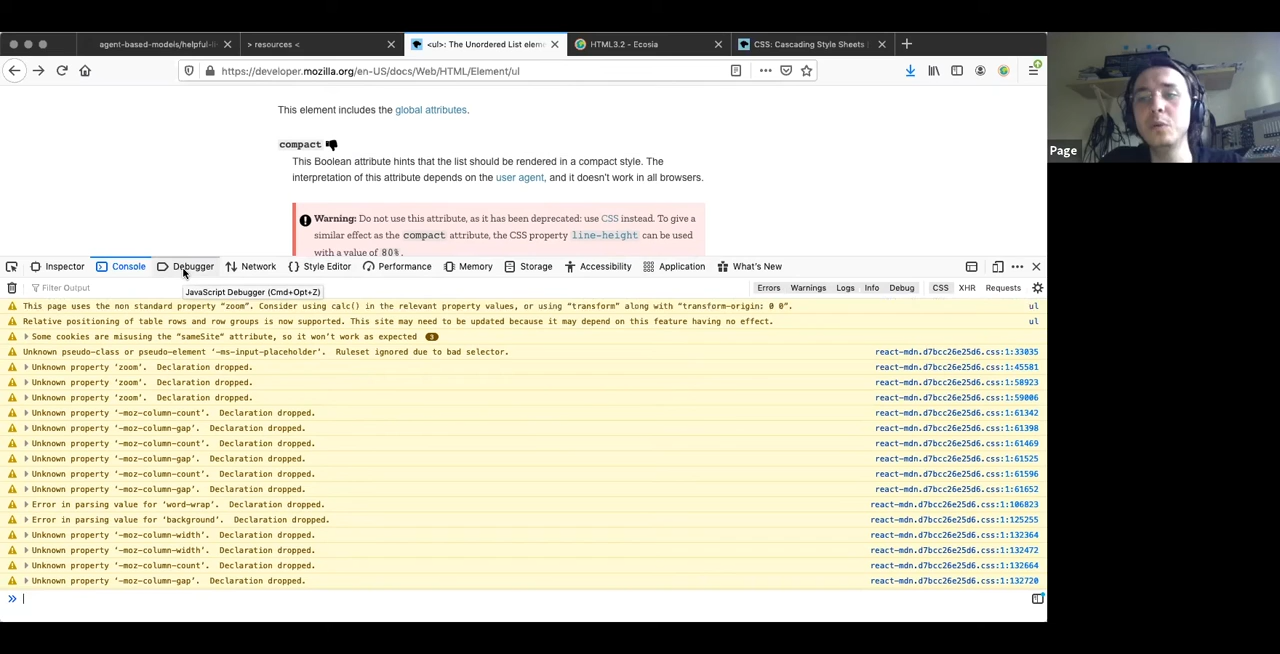 agent-based-modeis/helpful-li
> resources <
<ul>: The Unordered List elem
HTML3.2 - Ecosia
CSS: Cascading Style Sheets
https://developer.mozilla.org/en-US/docs/Web/HTML/Element/ul
This element includes the global attributes.
compact
This Boolean attribute hints that the list should be rendered in a compact style. The
interpretation of this attribute depends on the user agent, and it doesn't work in all browsers.
Warning: Do not use this attribute, as it has been deprecated: use CSS instead. To give a
similar effect as the compact attribute, the CSS property line-height can be used
with a value of 80%.
Page
Inspector Console Debugger Network Style Editor Performance Memory Storage Accessibility Application What's New
Filter Output
JavaScript Debugger (Cmd+Opt+Z)
Errors Warnings Logs Info Debug CSS XHR Requests
This page uses the non standard property “zoom”. Consider using calc() in the relevant property values, or using “transform” along with “transform-origin: 0 0”. ul
Relative positioning of table rows and row groups is now supported. This site may need to be updated because it may depend on this feature having no effect. ul
Some cookies are misusing the “sameSite” attribute, so it won’t work as expected 3
Unknown pseudo-class or pseudo-element ‘-ms-input-placeholder’. Ruleset ignored due to bad selector. react-mdn.d7bcc26e25d6.css:1:33035
Unknown property ‘zoom’. Declaration dropped. react-mdn.d7bcc26e25d6.css:1:45581
Unknown property ‘zoom’. Declaration dropped. react-mdn.d7bcc26e25d6.css:1:58923
Unknown property ‘zoom’. Declaration dropped. react-mdn.d7bcc26e25d6.css:1:59006
Unknown property ‘-moz-column-count’. Declaration dropped. react-mdn.d7bcc26e25d6.css:1:61342
Unknown property ‘-moz-column-gap’. Declaration dropped. react-mdn.d7bcc26e25d6.css:1:61398
Unknown property ‘-moz-column-count’. Declaration dropped. react-mdn.d7bcc26e25d6.css:1:61469
Unknown property ‘-moz-column-gap’. Declaration dropped. react-mdn.d7bcc26e25d6.css:1:61525
Unknown property ‘-moz-column-count’. Declaration dropped. react-mdn.d7bcc26e25d6.css:1:61596
Unknown property ‘-moz-column-gap’. Declaration dropped. react-mdn.d7bcc26e25d6.css:1:61652
Error in parsing value for ‘word-wrap’. Declaration dropped. react-mdn.d7bcc26e25d6.css:1:106823
Error in parsing value for ‘background’. Declaration dropped. react-mdn.d7bcc26e25d6.css:1:125255
Unknown property ‘-moz-column-width’. Declaration dropped. react-mdn.d7bcc26e25d6.css:1:132364
Unknown property ‘-moz-column-width’. Declaration dropped. react-mdn.d7bcc26e25d6.css:1:132472
Unknown property ‘-moz-column-count’. Declaration dropped. react-mdn.d7bcc26e25d6.css:1:132664
Unknown property ‘-moz-column-gap’. Declaration dropped. react-mdn.d7bcc26e25d6.css:1:132720